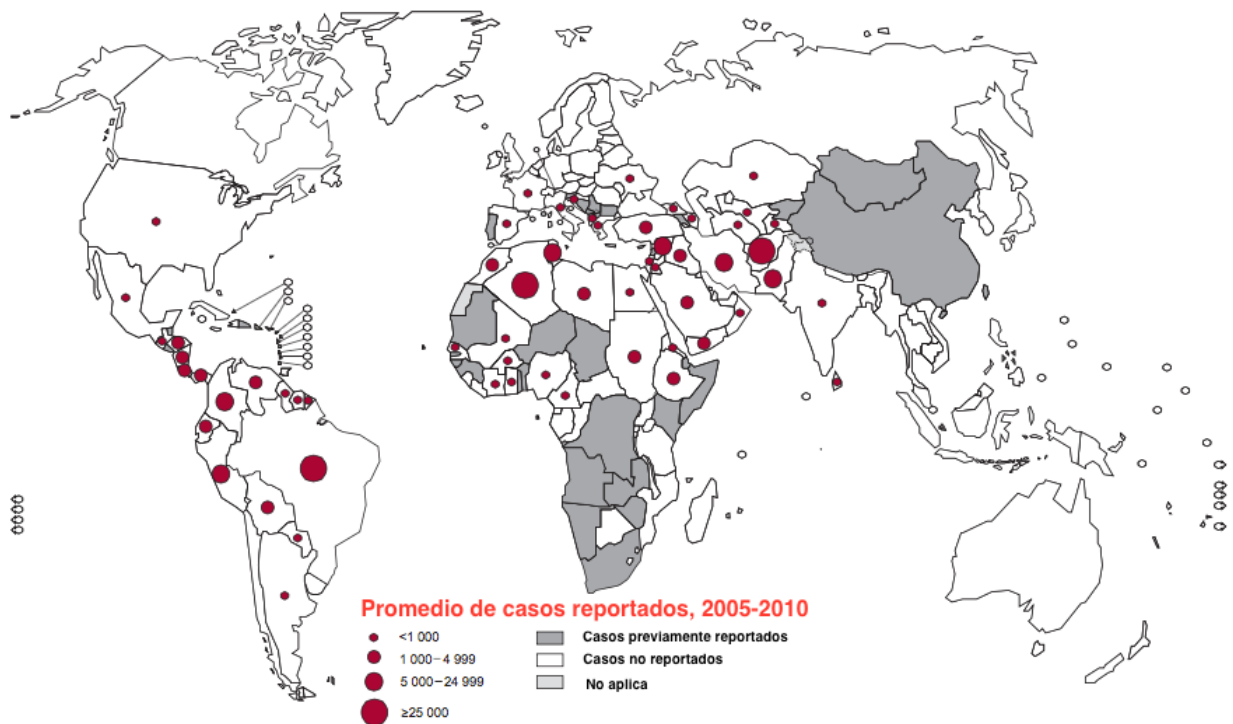 Promedio de casos reportados, 2005-2010
<1 000
1 000–4 999
5 000–24 999
≥25 000
Casos previamente reportados
Casos no reportados
No aplica